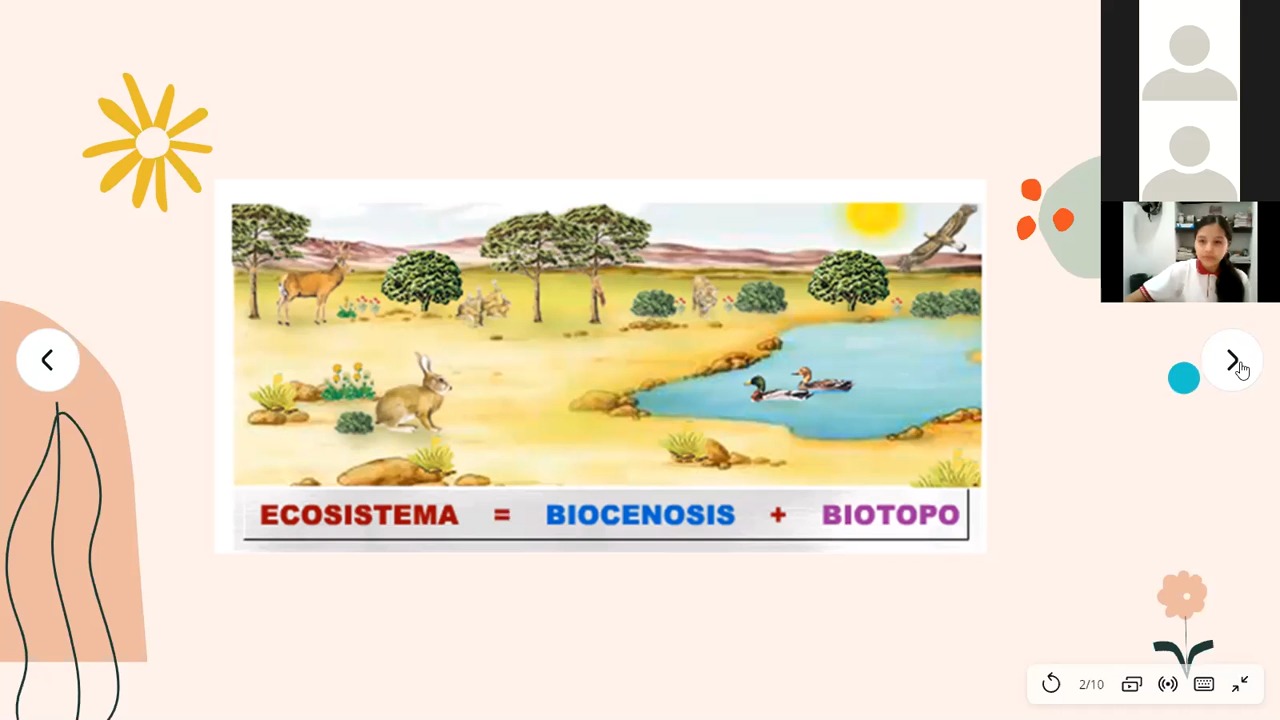 ECOSISTEMA = BIOCENOSIS + BIOTOPO
2/10